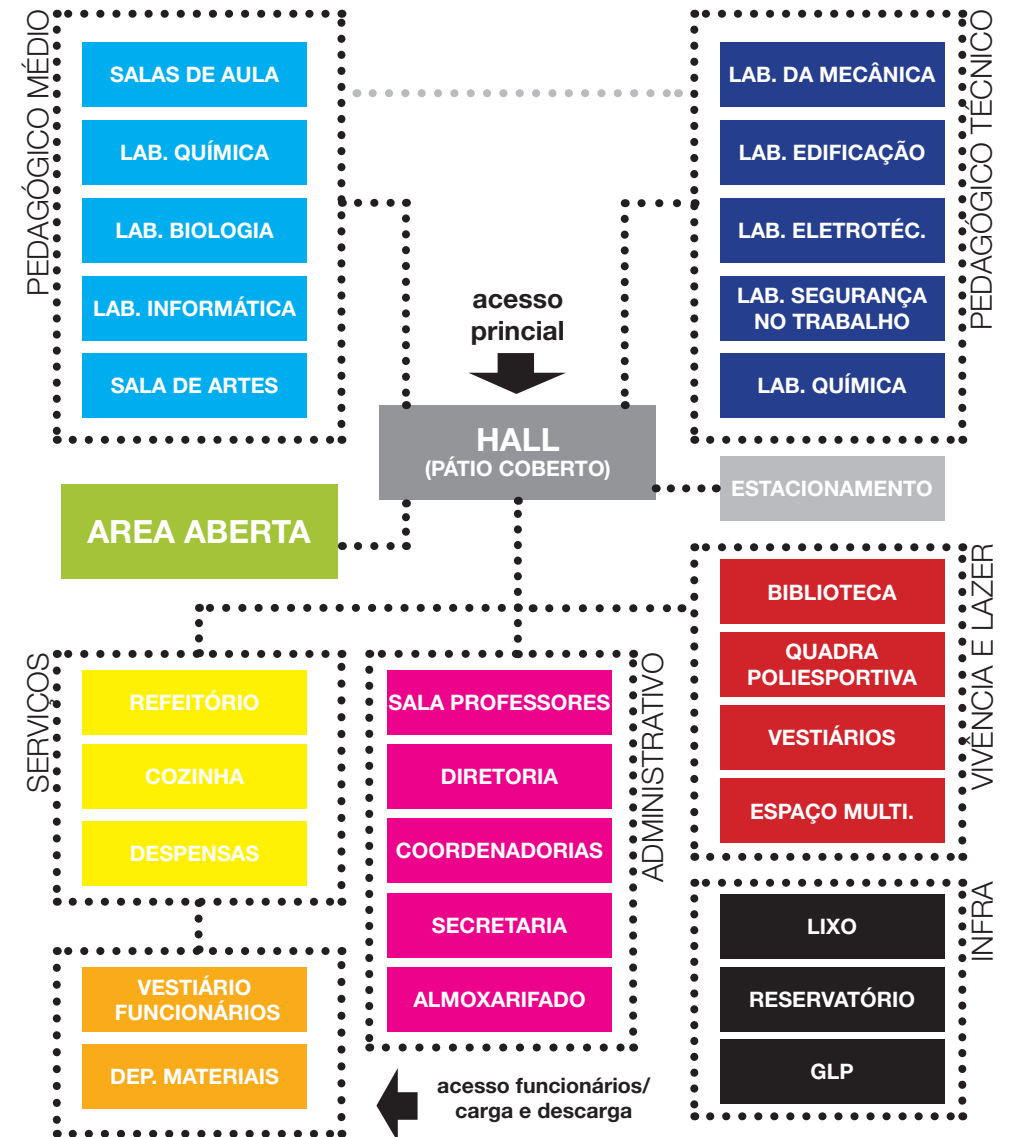 PEDAGÓGICO MÉDIO
SALAS DE AULA
LAB. QUÍMICA
LAB. BIOLOGIA
LAB. INFORMÁTICA
SALA DE ARTES
PEDAGÓGICO TÉCNICO
LAB. DA MECÂNICA
LAB. EDIFICAÇÃO
LAB. ELETROTÉC.
LAB. SEGURANÇA
NO TRABALHO
LAB. QUÍMICA
acesso
princial
HALL
(PÁTIO COBERTO)
ESTACIONAMENTO
AREA ABERTA
SERVIÇOS
REFEITÓRIO
COZINHA
DESPENSAS
VESTIÁRIO
FUNCIONÁRIOS
DEP. MATERIAIS
ADMINISTRATIVO
SALA PROFESSORES
DIRETORIA
COORDENADORIAS
SECRETARIA
ALMOXARIFADO
acesso funcionários/
carga e descarga
VIVÊNCIA E LAZER
BIBLIOTECA
QUADRA
POLIESPORTIVA
VESTIÁRIOS
ESPAÇO MULTI.
INFRA
LIXO
RESERVATÓRIO
GLP